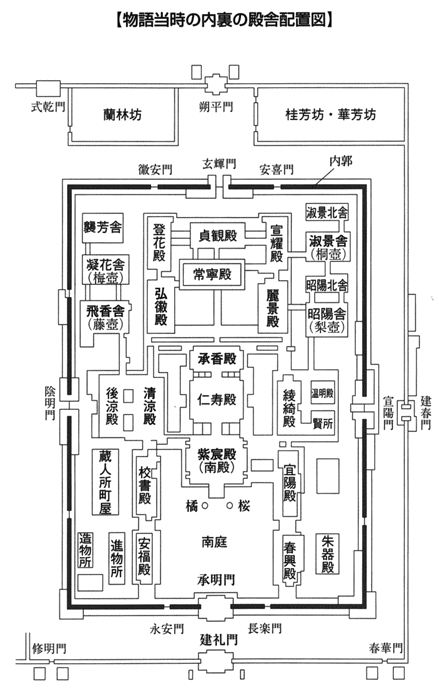 【物語当時の内裏の殿舎配置図】
式乾門
蘭林坊
朔平門
桂芳坊・華芳坊
徽安門
玄輝門
安喜門
内郭
襲芳舎
凝花舎
(梅壺)
飛香舎
(藤壺)
登花殿
弘徽殿
貞観殿
常寧殿
宣耀殿
麗景殿
淑景北舎
淑景舎
(桐壺)
昭陽北舎
昭陽舎
(梨壺)
承香殿
仁寿殿
紫宸殿
(南殿)
陰明門
後涼殿
清涼殿
綾綺殿
温明殿
賢所
宣陽門
建春門
蔵人所町屋
校書殿
宜陽殿
橘
桜
南庭
造物所
進物所
安福殿
春興殿
朱器殿
承明門
永安門
長楽門
修明門
建礼門
春華門